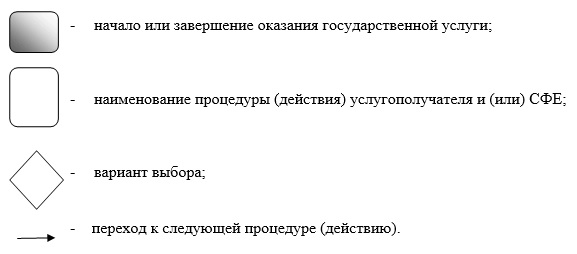 - начало или завершение оказания государственной услуги;
- наименование процедуры (действия) услугополучателя и (или) СФЕ;
- вариант выбора;
- переход к следующей процедуре (действию).